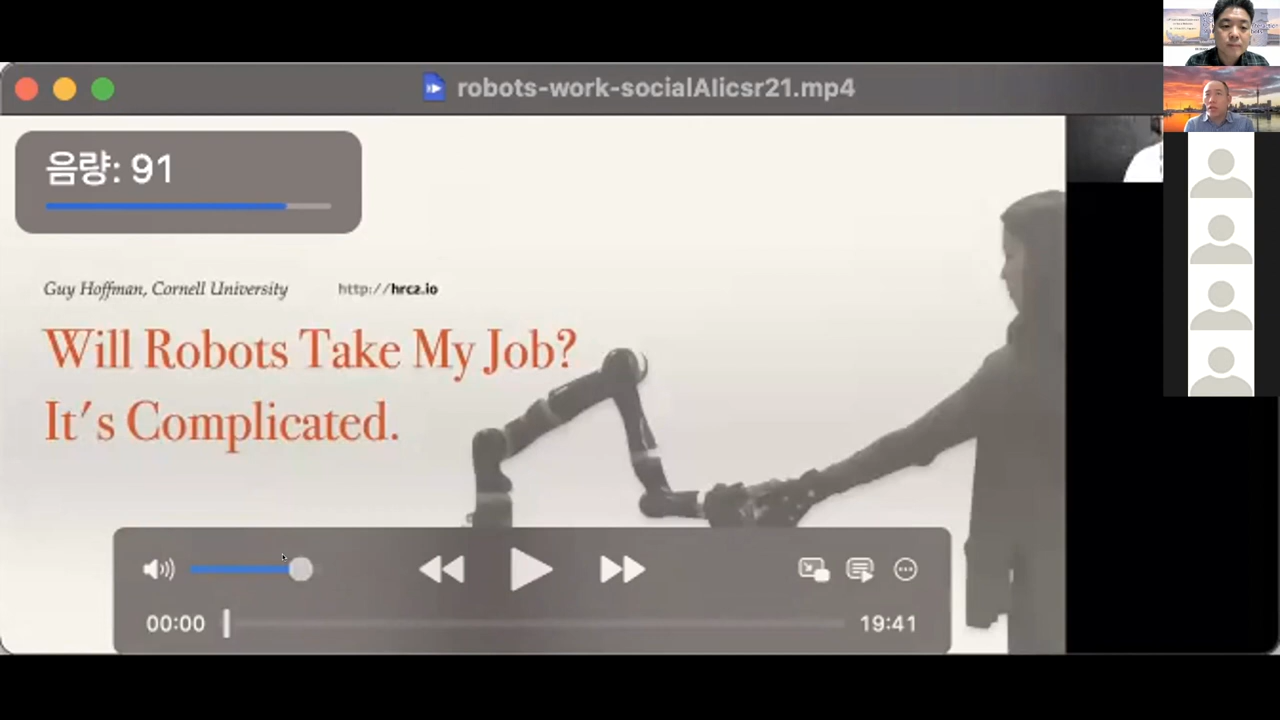 robots-work-socialAIicsr21.mp4
음량: 91
Guy Hoffman, Cornell University
http://hrc2.io
Will Robots Take My Job?
It's Complicated.
00:00
19:41